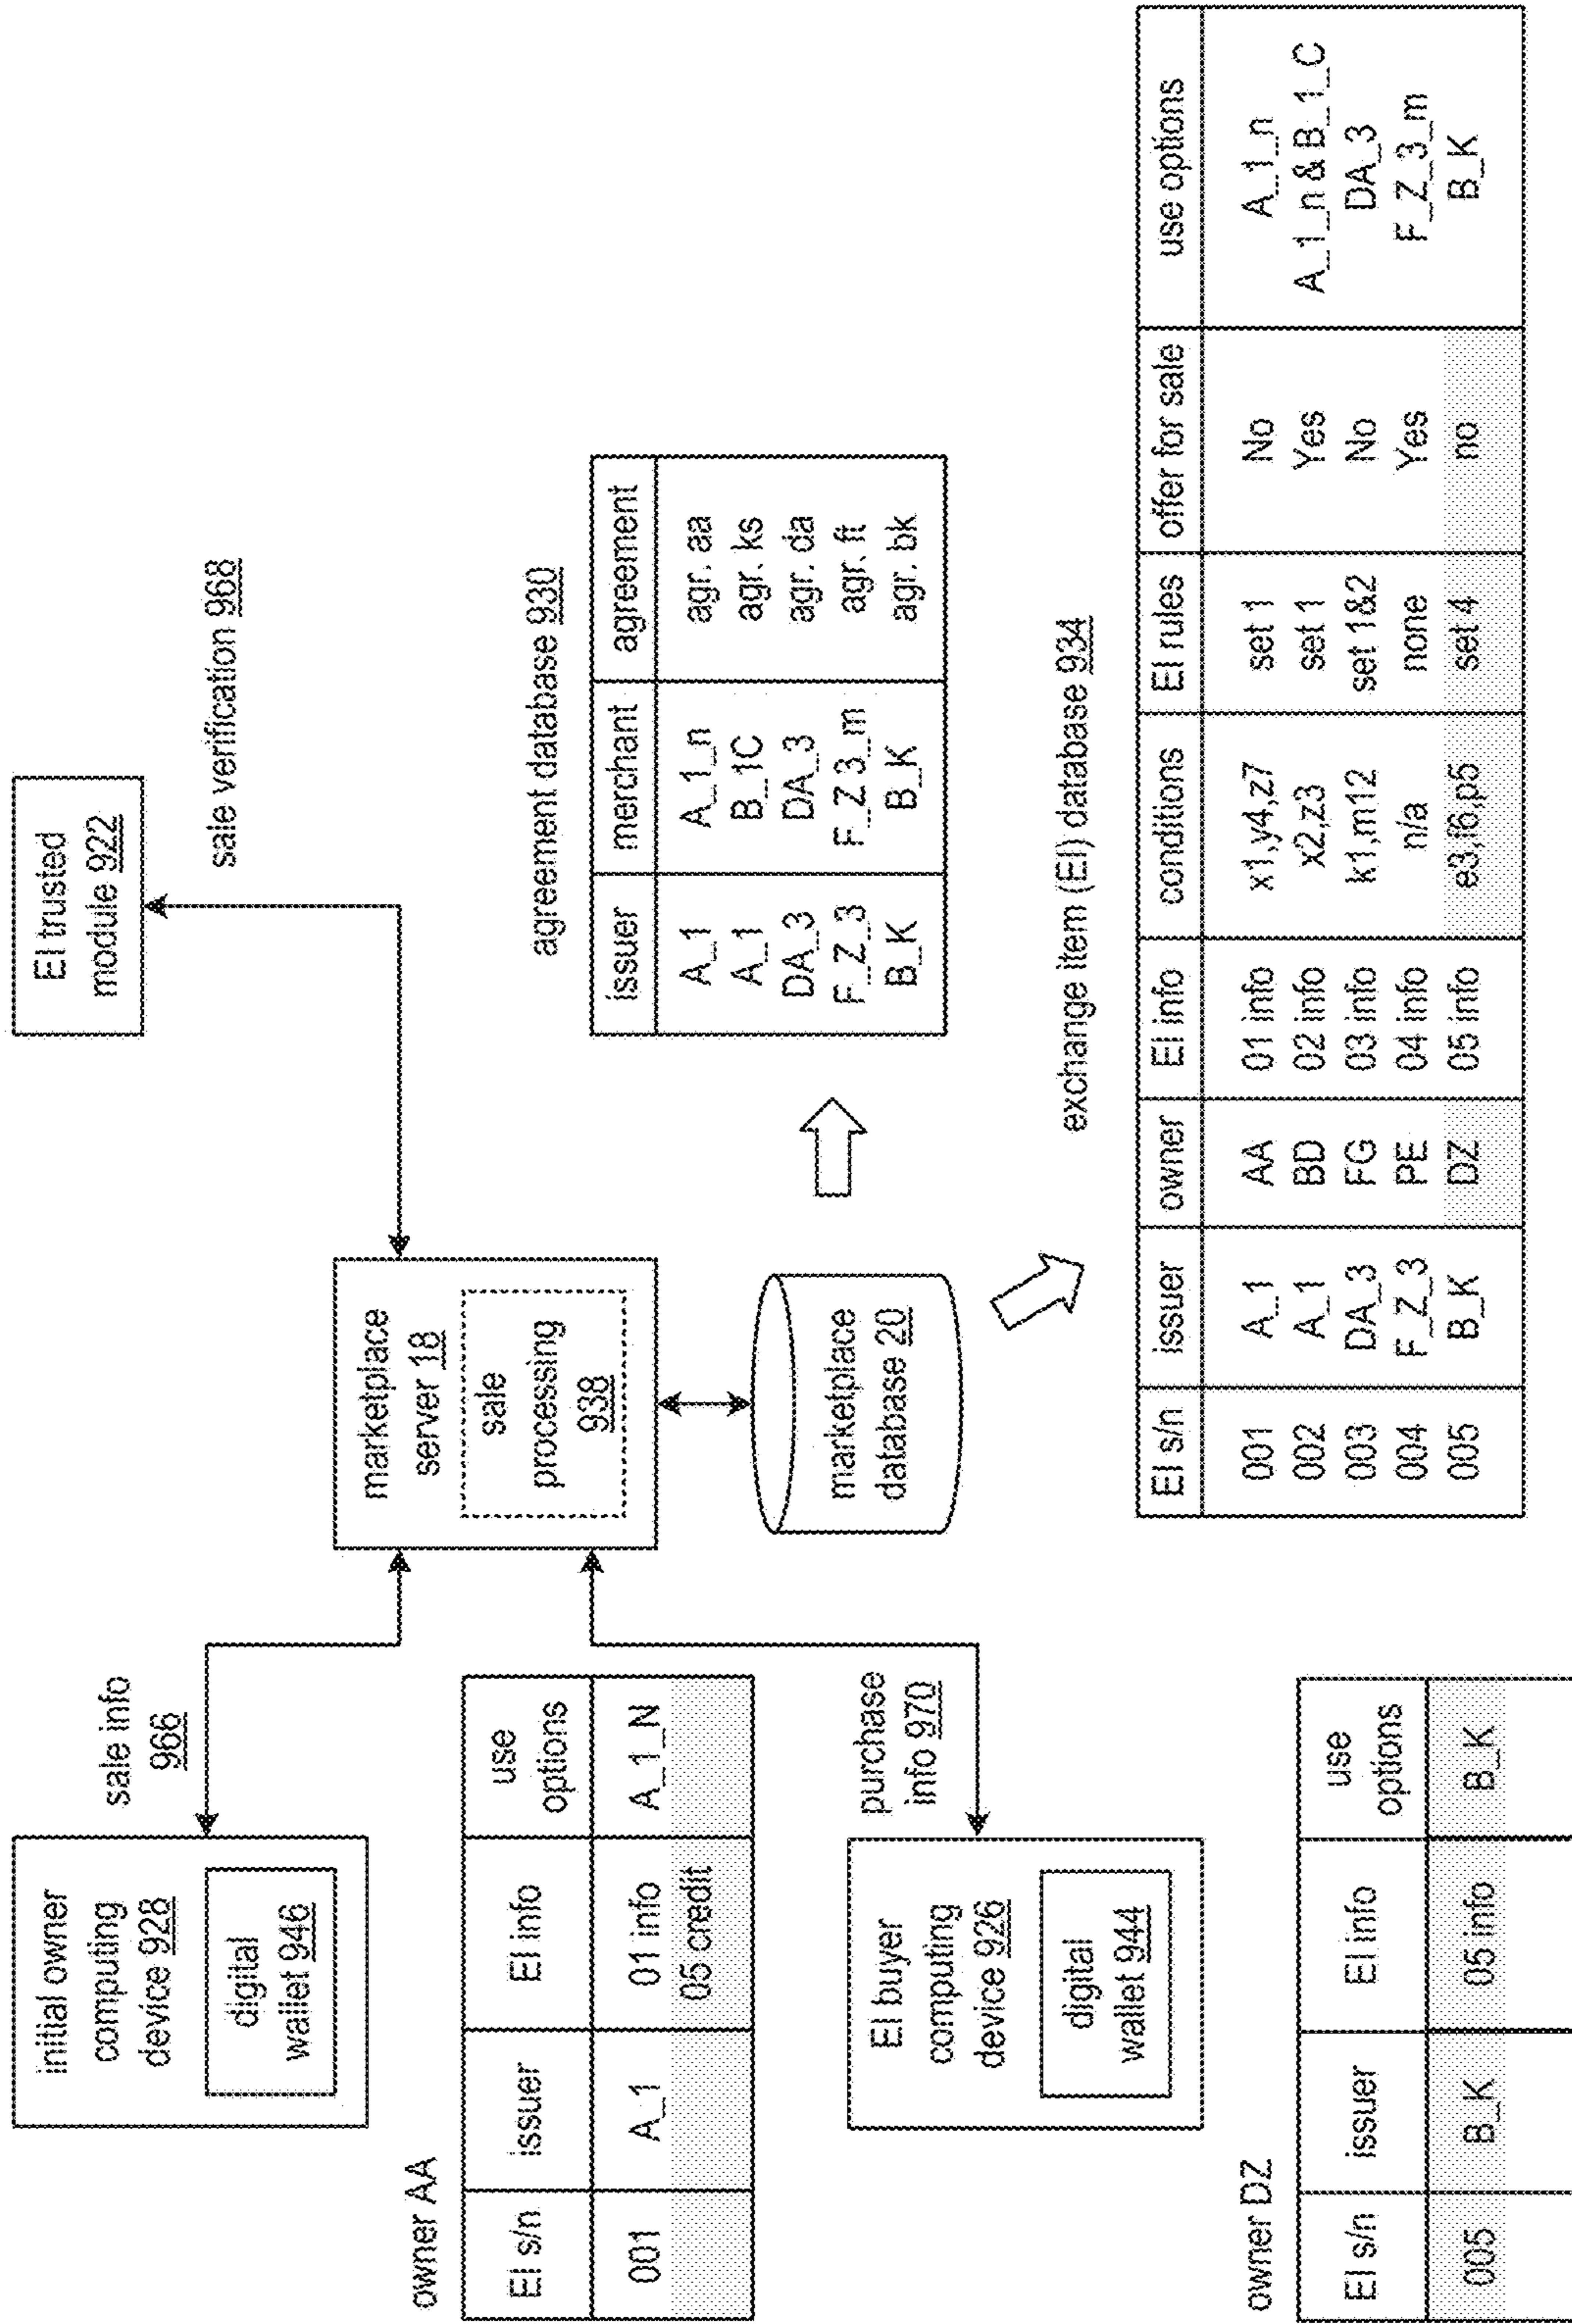 initial owner
computing
device 928
digital
wallet 946
sale info
966
EI trusted
module 922
sale verification 968
marketplace
server 18
sale
processing
938
marketplace
database 20
owner AA
EI s/n issuer EI info use options
001 A_1 01 info A_1_N
05 credit
EI buyer
computing
device 926
digital
wallet 944
purchase
info 970
owner DZ
EI s/n issuer EI info use options
005 B_K 05 info B_K
agreement database 930
issuer merchant agreement
A_1 A_1_n agr. aa
A_1 B_1C agr. ks
DA_3 DA_3 agr. da
F_Z_3 F_Z 3_m agr. ft
B_K B_K agr. bk
exchange item (EI) database 934
EI s/n issuer owner EI info conditions EI rules offer for sale use options
001 A_1 AA 01 info x1,y4,z7 set 1 No A_1_n
002 A_1 BD 02 info x2,z3 set 1 Yes A_1_n & B_1_C
003 DA_3 FG 03 info k1,m12 set 1&2 No DA_3
004 F_Z_3 PE 04 info n/a none Yes F_Z_3_m
005 B_K DZ 05 info e3,f6,p5 set 4 no B_K